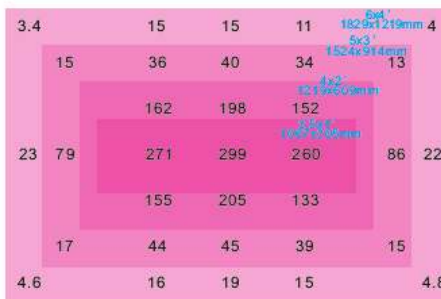 6x4´
3.4 15 15 11 1829x1219mm 4
5x3´
1524x914mm
15 36 40 34 13
4x2´
1219x609mm
162 198 152
23 79 271 299 260 86 22
155 205 133
17 44 45 39 15
4.6 16 19 15 4.8